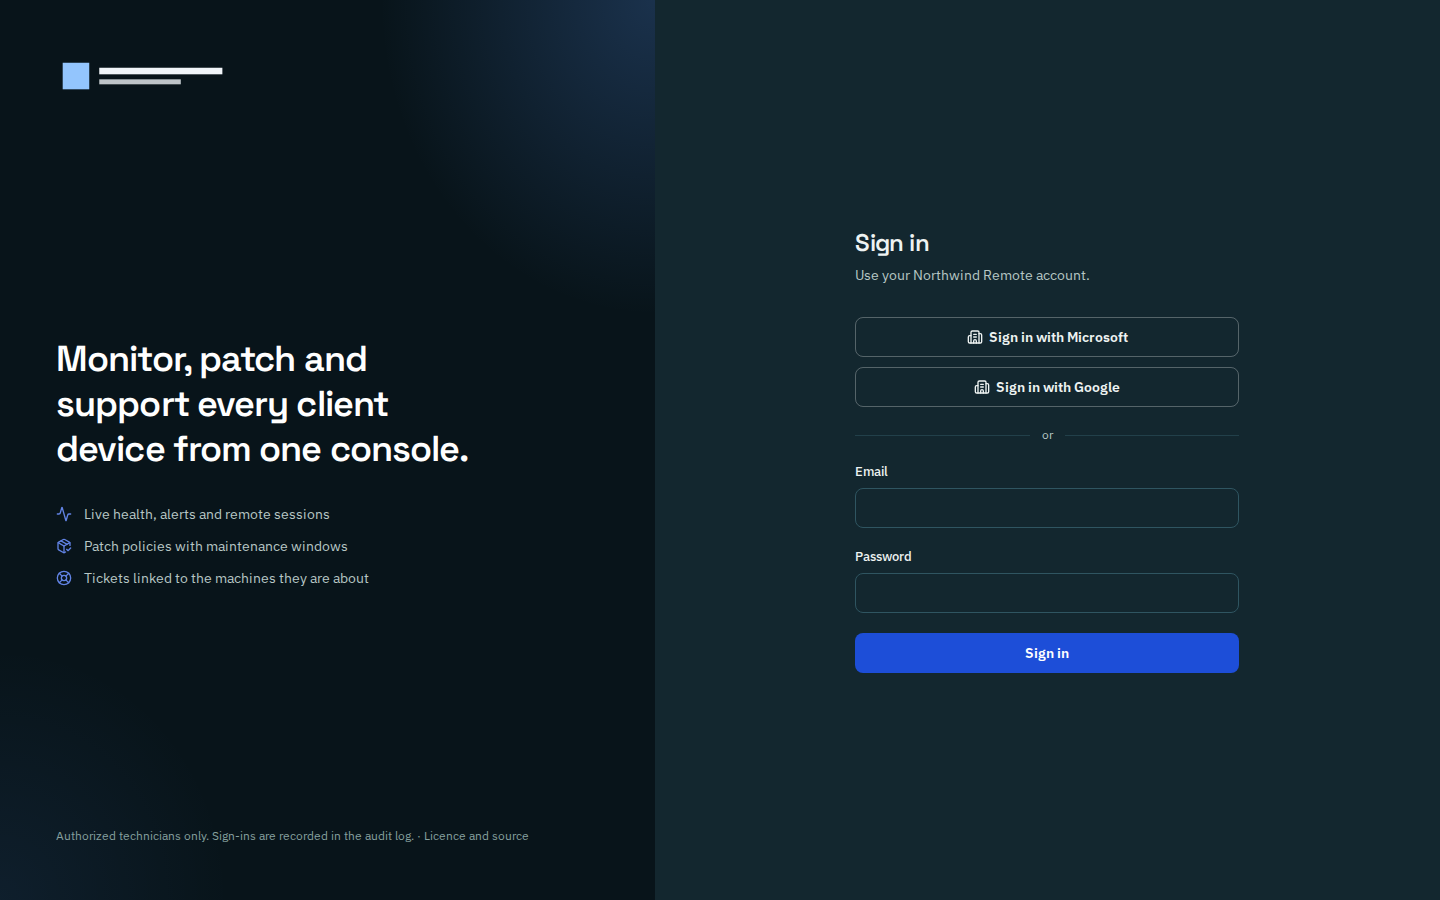 Monitor, patch and
support every client
device from one console.
Live health, alerts and remote sessions
Patch policies with maintenance windows
Tickets linked to the machines they are about
Authorized technicians only. Sign-ins are recorded in the audit log. · Licence and source
Sign in
Use your Northwind Remote account.
Sign in with Microsoft
Sign in with Google
or
Email
Password
Sign in